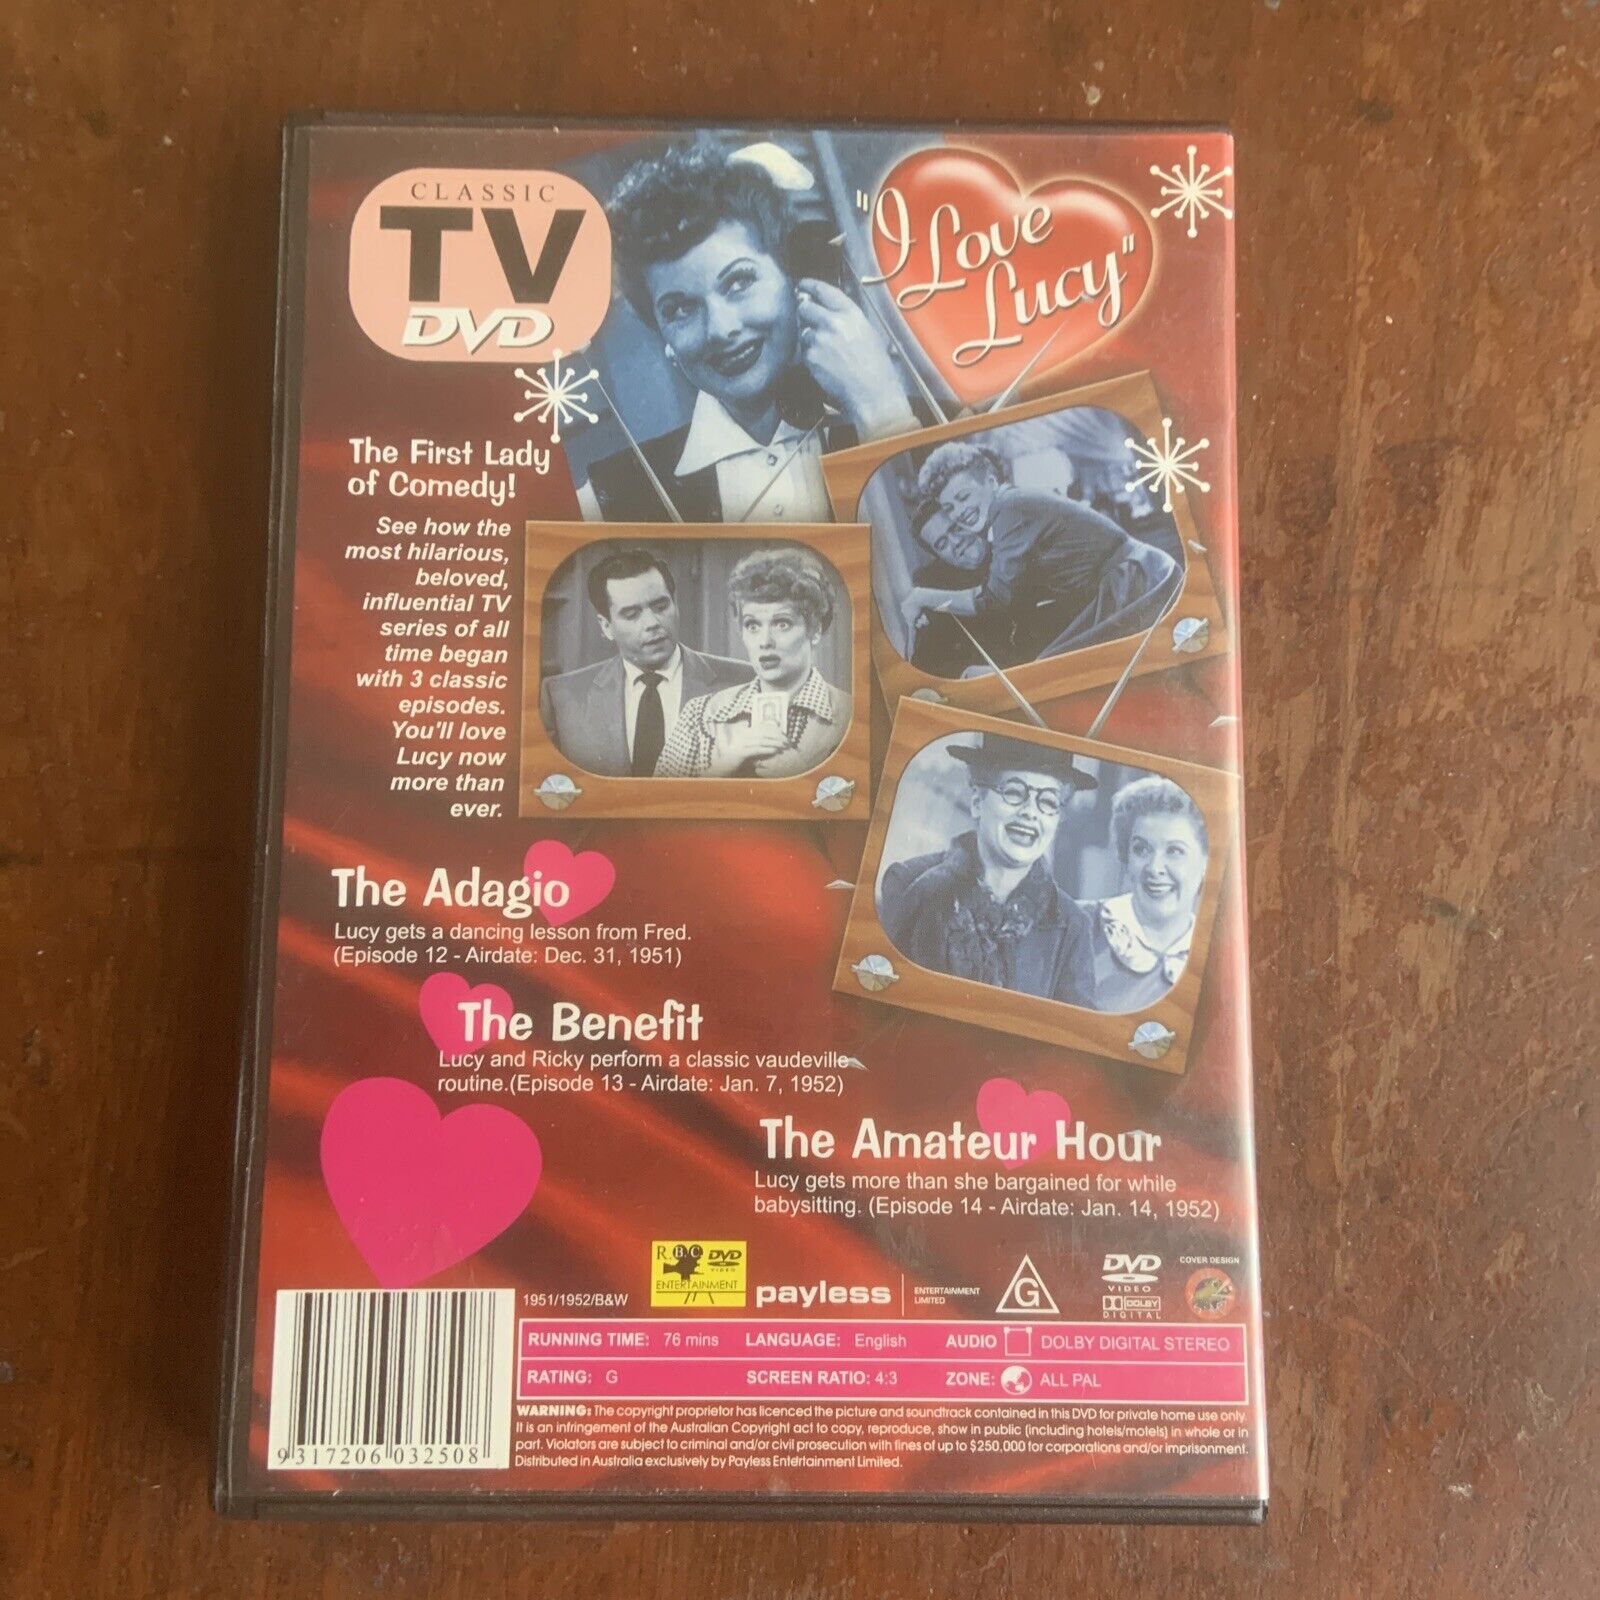 CLASSIC
TV
DVD
"I Love
Lucy"
The First Lady
of Comedy!
See how the
most hilarious,
beloved,
influential TV
series of all
time began
with 3 classic
episodes.
You'll love
Lucy now
more than
ever.
The Adagio
Lucy gets a dancing lesson from Fred.
(Episode 12 - Airdate: Dec. 31, 1951)
The Benefit
Lucy and Ricky perform a classic vaudeville
routine.(Episode 13 - Airdate: Jan. 7, 1952)
The Amateur Hour
Lucy gets more than she bargained for while
babysitting. (Episode 14 - Airdate: Jan. 14, 1952)
1951/1952/B&W
R.B.C DVD
VIDEO
ENTERTAINMENT
payless ENTERTAINMENT
LIMITED
G
DVD
VIDEO
DOLBY
DIGITAL
COVER DESIGN
RUNNING TIME: 76 mins LANGUAGE: English AUDIO DOLBY DIGITAL STEREO
RATING: G SCREEN RATIO: 4:3 ZONE: ALL PAL
WARNING: The copyright proprietor has licenced the picture and soundtrack contained in this DVD for private home use only.
It is an infringement of the Australian Copyright act to copy, reproduce, show in public (including hotels/motels) in whole or in
part. Violators are subject to criminal and/or civil prosecution with fines of up to $250,000 for corporations and/or imprisonment.
Distributed in Australia exclusively by Payless Entertainment Limited.
9 317206 032508